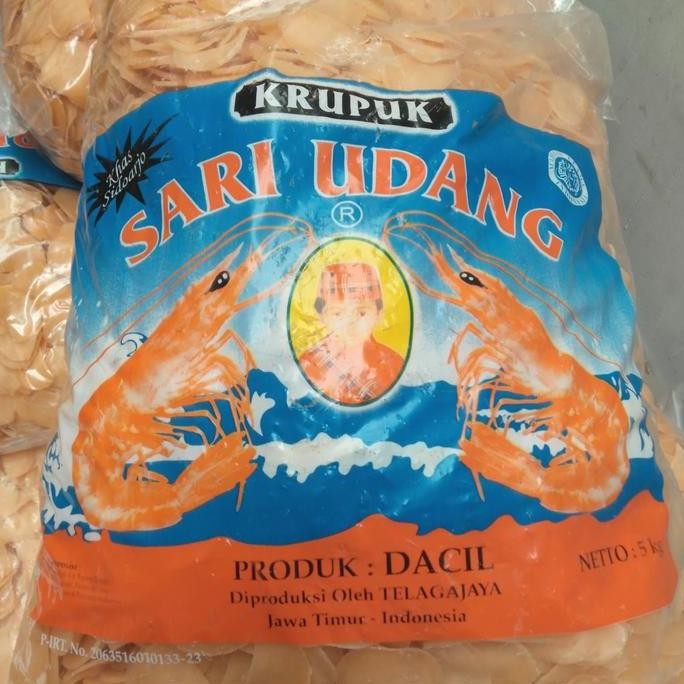 KRUPUK
Khas
Sidoarjo
SARI UDANG
®
PRODUK : DACIL
NETTO : 5 kg
Diproduksi Oleh TELAGAJAYA
Jawa Timur - Indonesia
P-IRT. No. 2063516010133-23